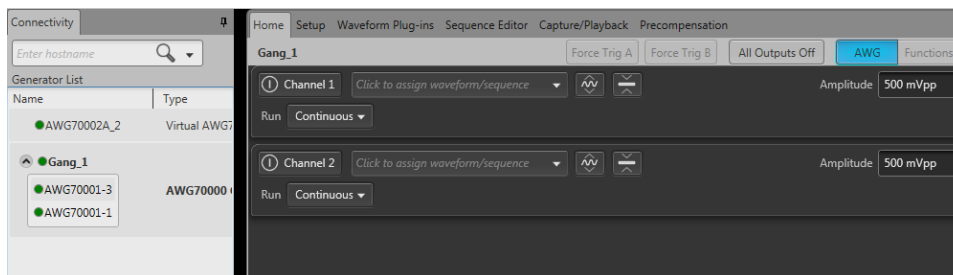 Connectivity
Enter hostname
Generator List
Name Type
AWG70002A_2 Virtual AWG7
Gang_1
AWG70001-3 AWG70000
AWG70001-1
Home Setup Waveform Plug-ins Sequence Editor Capture/Playback Precompensation
Gang_1 Force Trig A Force Trig B All Outputs Off AWG Functions
Channel 1 Click to assign waveform/sequence Amplitude 500 mVpp
Run Continuous
Channel 2 Click to assign waveform/sequence Amplitude 500 mVpp
Run Continuous